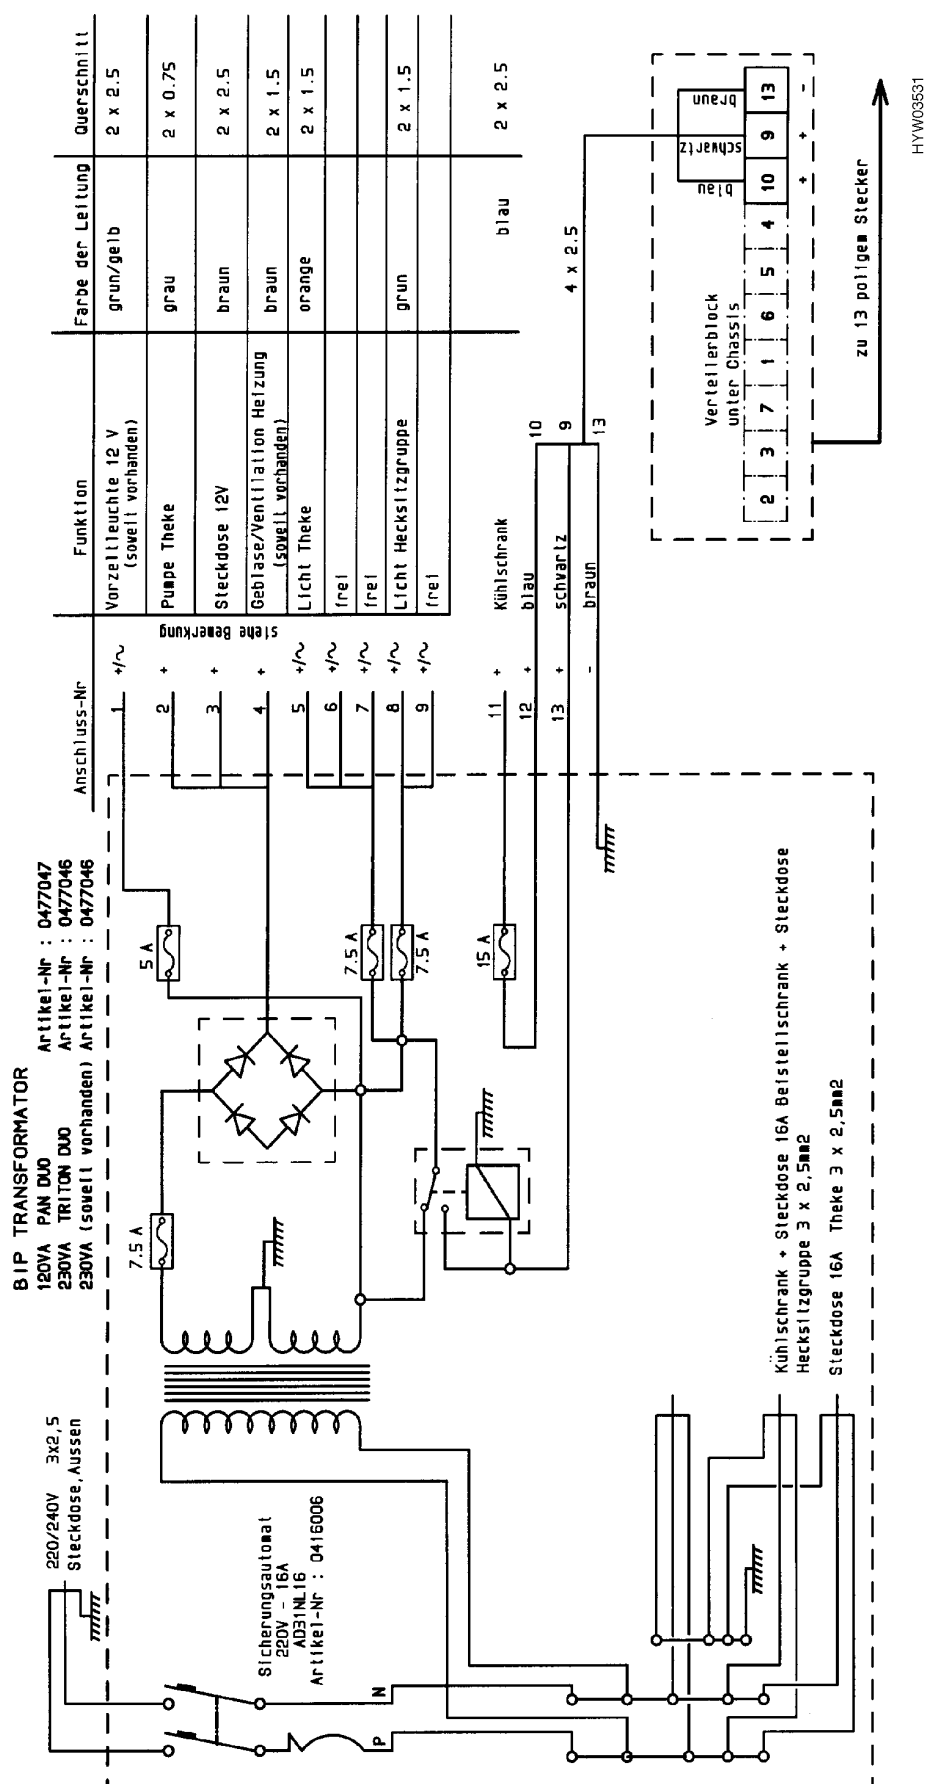 BIP TRANSFORMATOR
120VA PAN DUO Artikel-Nr : 0477047
230VA TRITON DUO Artikel-Nr : 0477046
230VA (soweit vorhanden) Artikel-Nr : 0477046
220/240V 3x2,5
Steckdose, Aussen
Anschluss-Nr Funktion Farbe der Leitung Querschnitt
1 +/~ Vorzeltleuchte 12 V grun/gelb 2 x 2.5
(soweit vorhanden)
2 + Pumpe Theke grau 2 x 0.75
3 + Steckdose 12V braun 2 x 2.5
4 + Geblase/Ventilation Heizung braun 2 x 1.5
(soweit vorhanden)
5 +/~ Licht Theke orange 2 x 1.5
6 +/~ frei
7 +/~ frei
8 +/~ Licht Hecksitzgruppe grun 2 x 1.5
9 +/~ frei
siehe Bemerkung
11 + Kühlschrank blau 2 x 2.5
12 + blau 10
13 + schwartz 9
- braun 13
4 x 2.5
7.5 A
5 A
7.5 A
7.5 A
15 A
Sicherungsautomat
220V - 16A
AD31NL16
Artikel-Nr : 0416006
N
P
Kühlschrank + Steckdose 16A Beistellschrank + Steckdose
Hecksitzgruppe 3 x 2,5mm2
Steckdose 16A Theke 3 x 2,5mm2
Verteilerblock
unter Chassis
blau
schwartz
braun
2 3 7 1 6 5 4 10 9 13
+ + -
zu 13 poligem Stecker
HYW03531